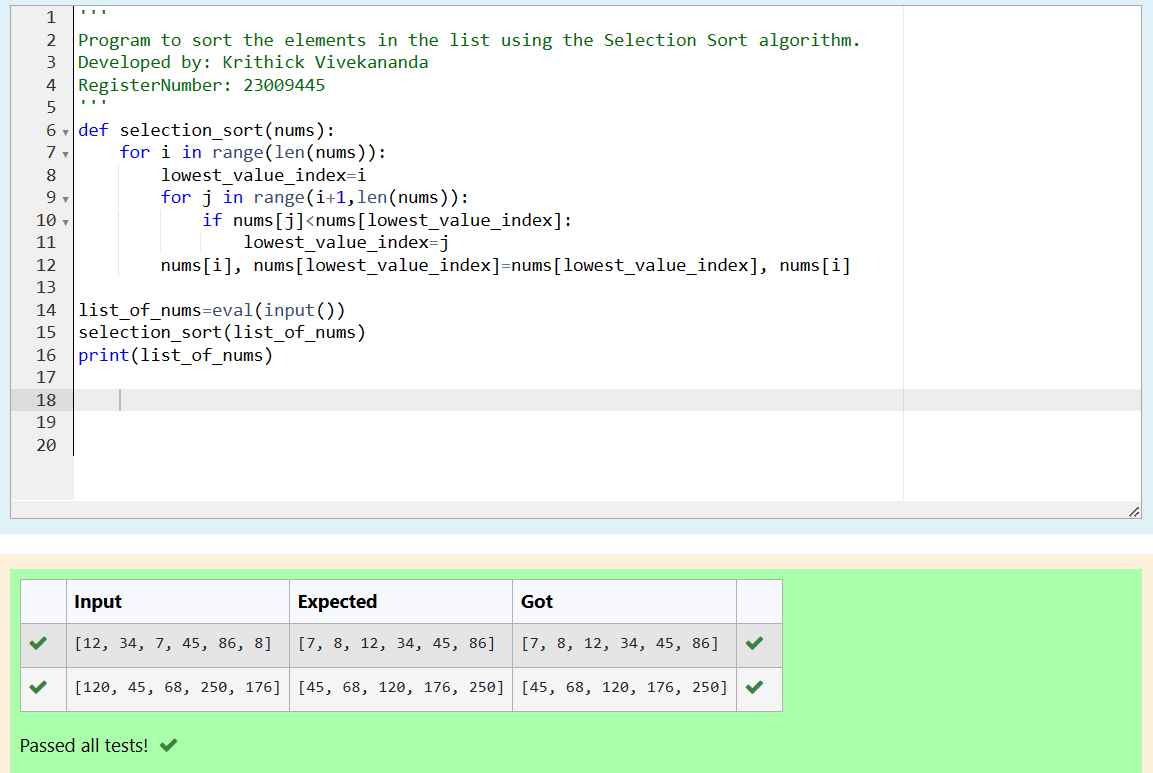 1 '''
2 Program to sort the elements in the list using the Selection Sort algorithm.
3 Developed by: Krithick Vivekananda
4 RegisterNumber: 23009445
5 '''
6 def selection_sort(nums):
7     for i in range(len(nums)):
8         lowest_value_index=i
9         for j in range(i+1,len(nums)):
10             if nums[j]<nums[lowest_value_index]:
11                 lowest_value_index=j
12         nums[i], nums[lowest_value_index]=nums[lowest_value_index], nums[i]
13
14 list_of_nums=eval(input())
15 selection_sort(list_of_nums)
16 print(list_of_nums)
17
18
19
20
Input Expected Got
[12, 34, 7, 45, 86, 8] [7, 8, 12, 34, 45, 86] [7, 8, 12, 34, 45, 86]
[120, 45, 68, 250, 176] [45, 68, 120, 176, 250] [45, 68, 120, 176, 250]
Passed all tests!